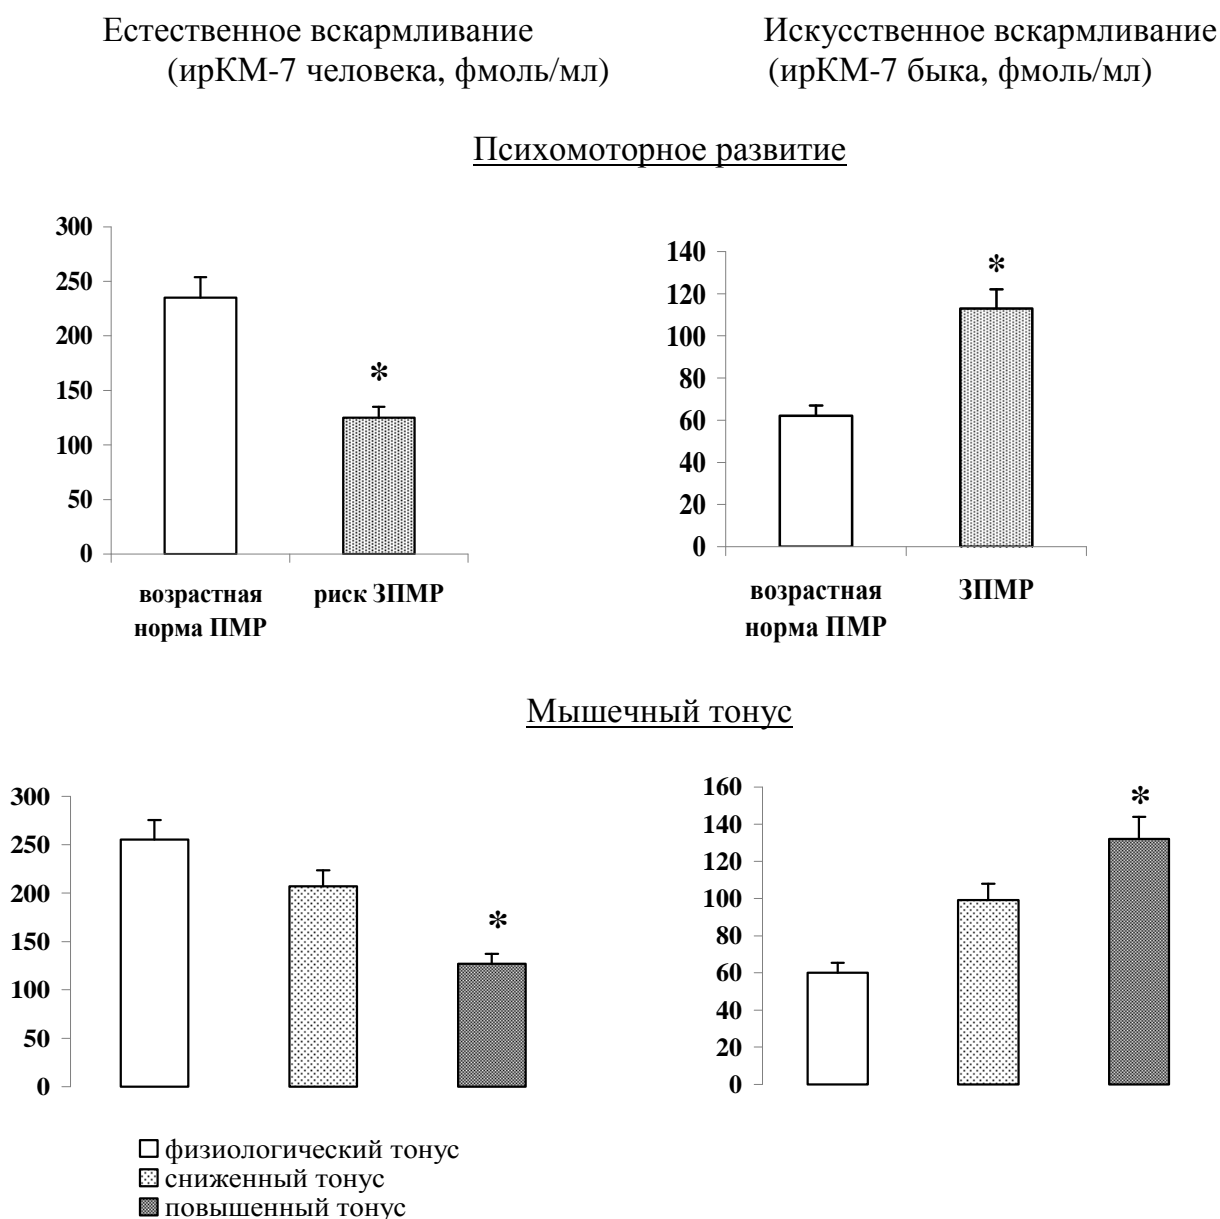 Естественное вскармливание
(ирКМ-7 человека, фмоль/мл)
Искусственное вскармливание
(ирКМ-7 быка, фмоль/мл)
Психомоторное развитие
300
250
200
150
100
50
0
*
возрастная
норма ПМР
риск ЗПМР
140
120
100
80
60
40
20
0
*
возрастная
норма ПМР
ЗПМР
Мышечный тонус
300
250
200
150
100
50
0
*
160
140
120
100
80
60
40
20
0
*
физиологический тонус
сниженный тонус
повышенный тонус